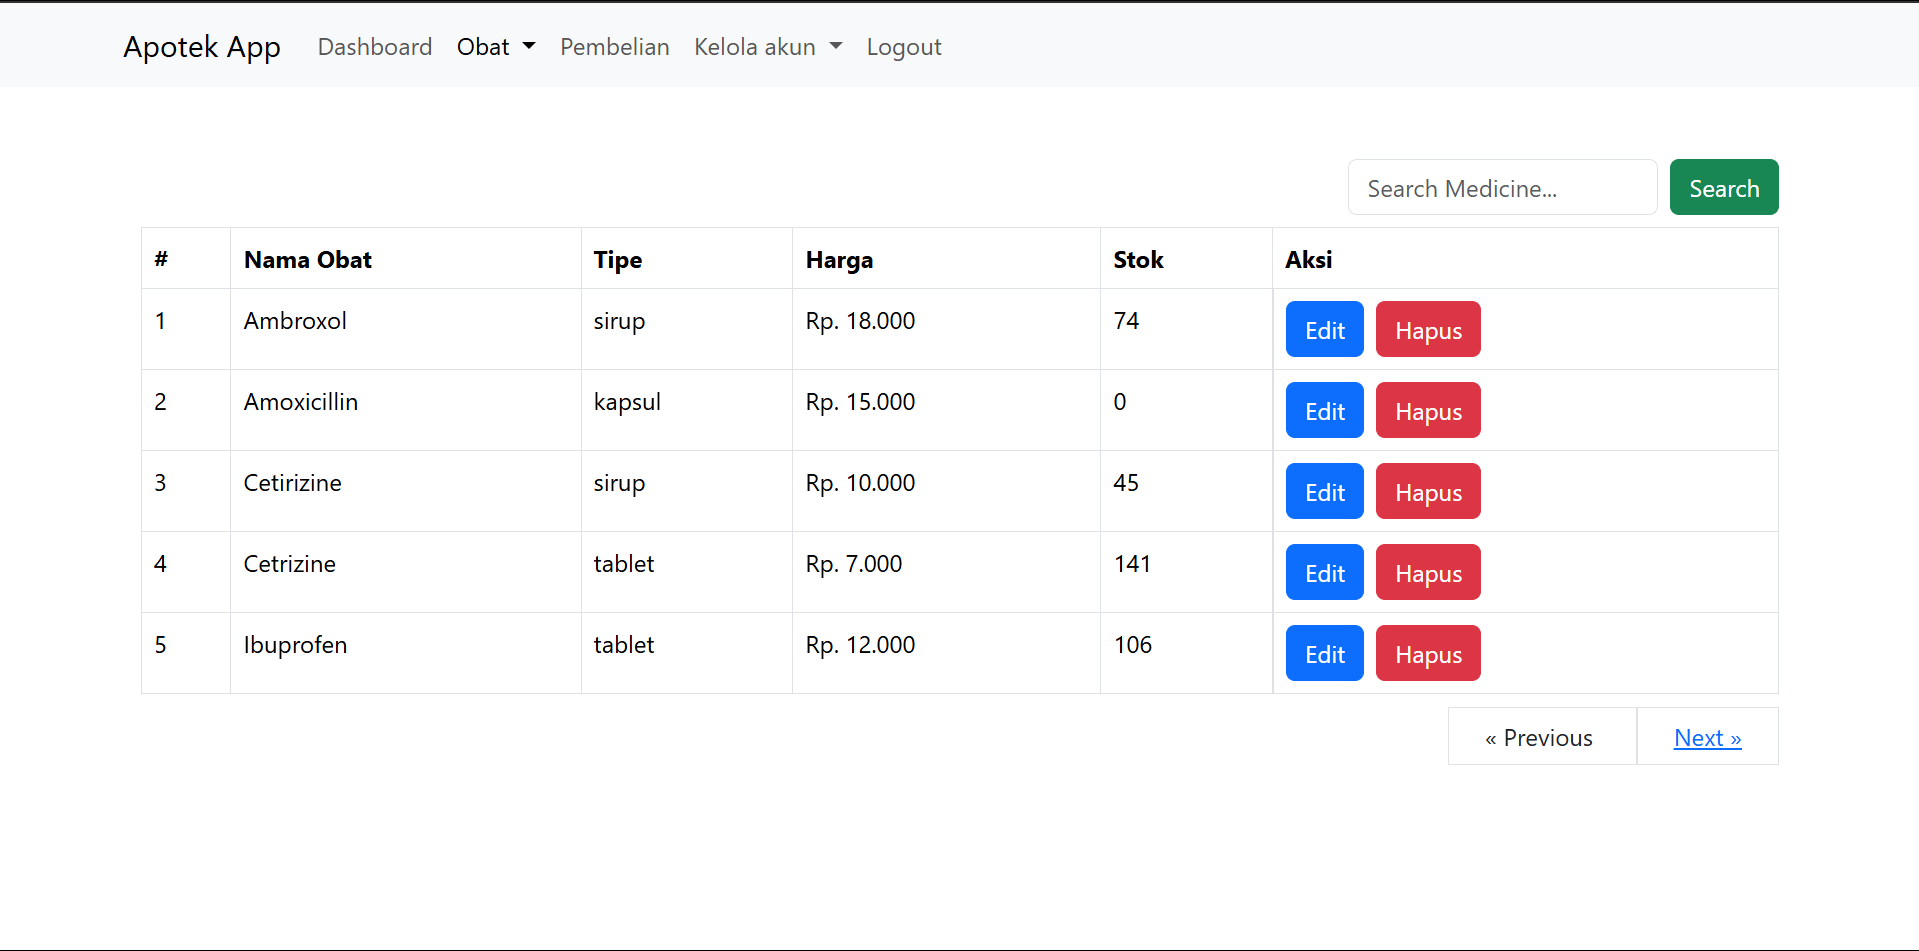 Apotek App Dashboard Obat Pembelian Kelola akun Logout
Search Medicine... Search
# Nama Obat Tipe Harga Stok Aksi
1 Ambroxol sirup Rp. 18.000 74 Edit Hapus
2 Amoxicillin kapsul Rp. 15.000 0 Edit Hapus
3 Cetirizine sirup Rp. 10.000 45 Edit Hapus
4 Cetrizine tablet Rp. 7.000 141 Edit Hapus
5 Ibuprofen tablet Rp. 12.000 106 Edit Hapus
« Previous Next »